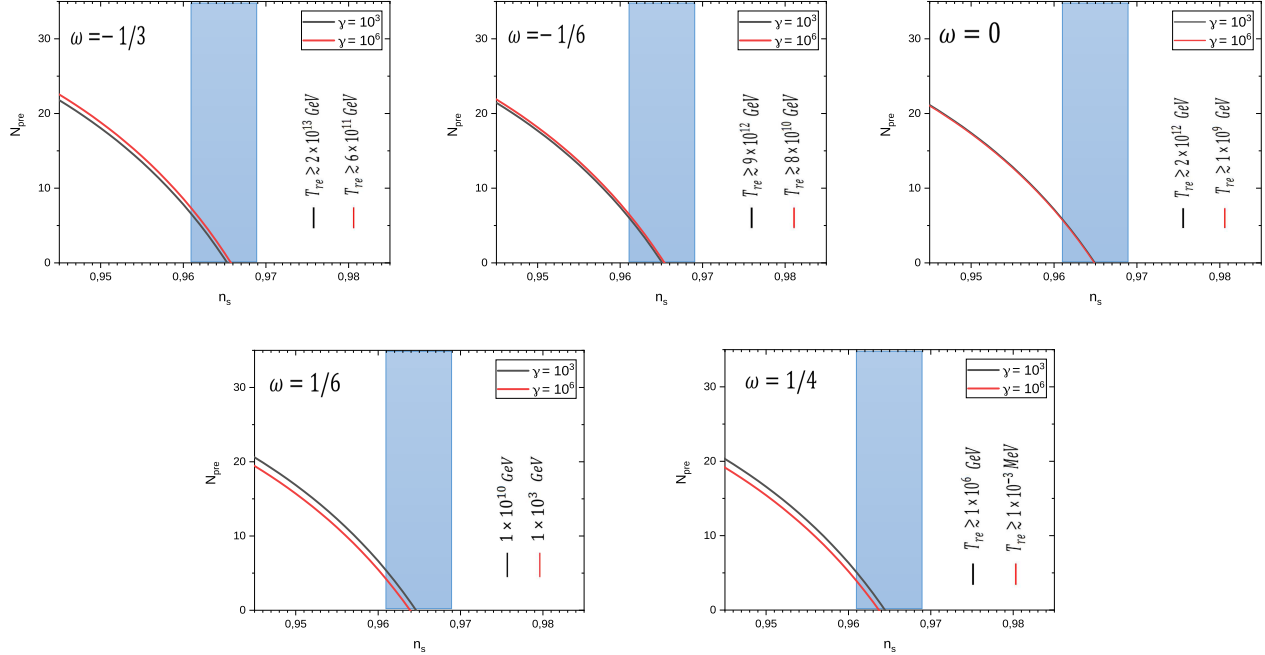 ω = − 1/3
γ = 10³
γ = 10⁶
30
20
10
0
N_pre
T_re ≳ 2 × 10¹³ GeV
T_re ≳ 6 × 10¹¹ GeV
0,95 0,96 0,97 0,98
n_s
ω = − 1/6
γ = 10³
γ = 10⁶
30
20
10
0
N_pre
T_re ≳ 9 × 10¹² GeV
T_re ≳ 8 × 10¹⁰ GeV
0,95 0,96 0,97 0,98
n_s
ω = 0
γ = 10³
γ = 10⁶
30
20
10
0
N_pre
T_re ≳ 2 × 10¹² GeV
T_re ≳ 1 × 10⁹ GeV
0,95 0,96 0,97 0,98
n_s
ω = 1/6
γ = 10³
γ = 10⁶
30
20
10
0
N_pre
1 × 10¹⁰ GeV
1 × 10³ GeV
0,95 0,96 0,97 0,98
n_s
ω = 1/4
γ = 10³
γ = 10⁶
30
20
10
0
N_pre
T_re ≳ 1 × 10⁶ GeV
T_re ≳ 1 × 10⁻³ MeV
0,95 0,96 0,97 0,98
n_s